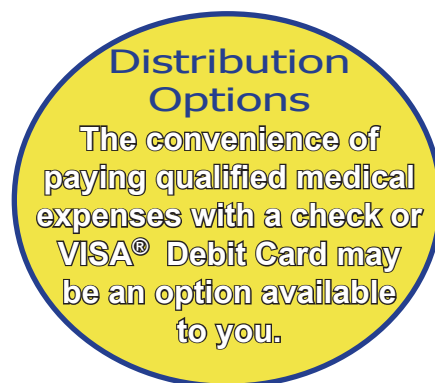 Distribution
Options
The convenience of
paying qualified medical
expenses with a check or
VISA® Debit Card may
be an option available
to you.